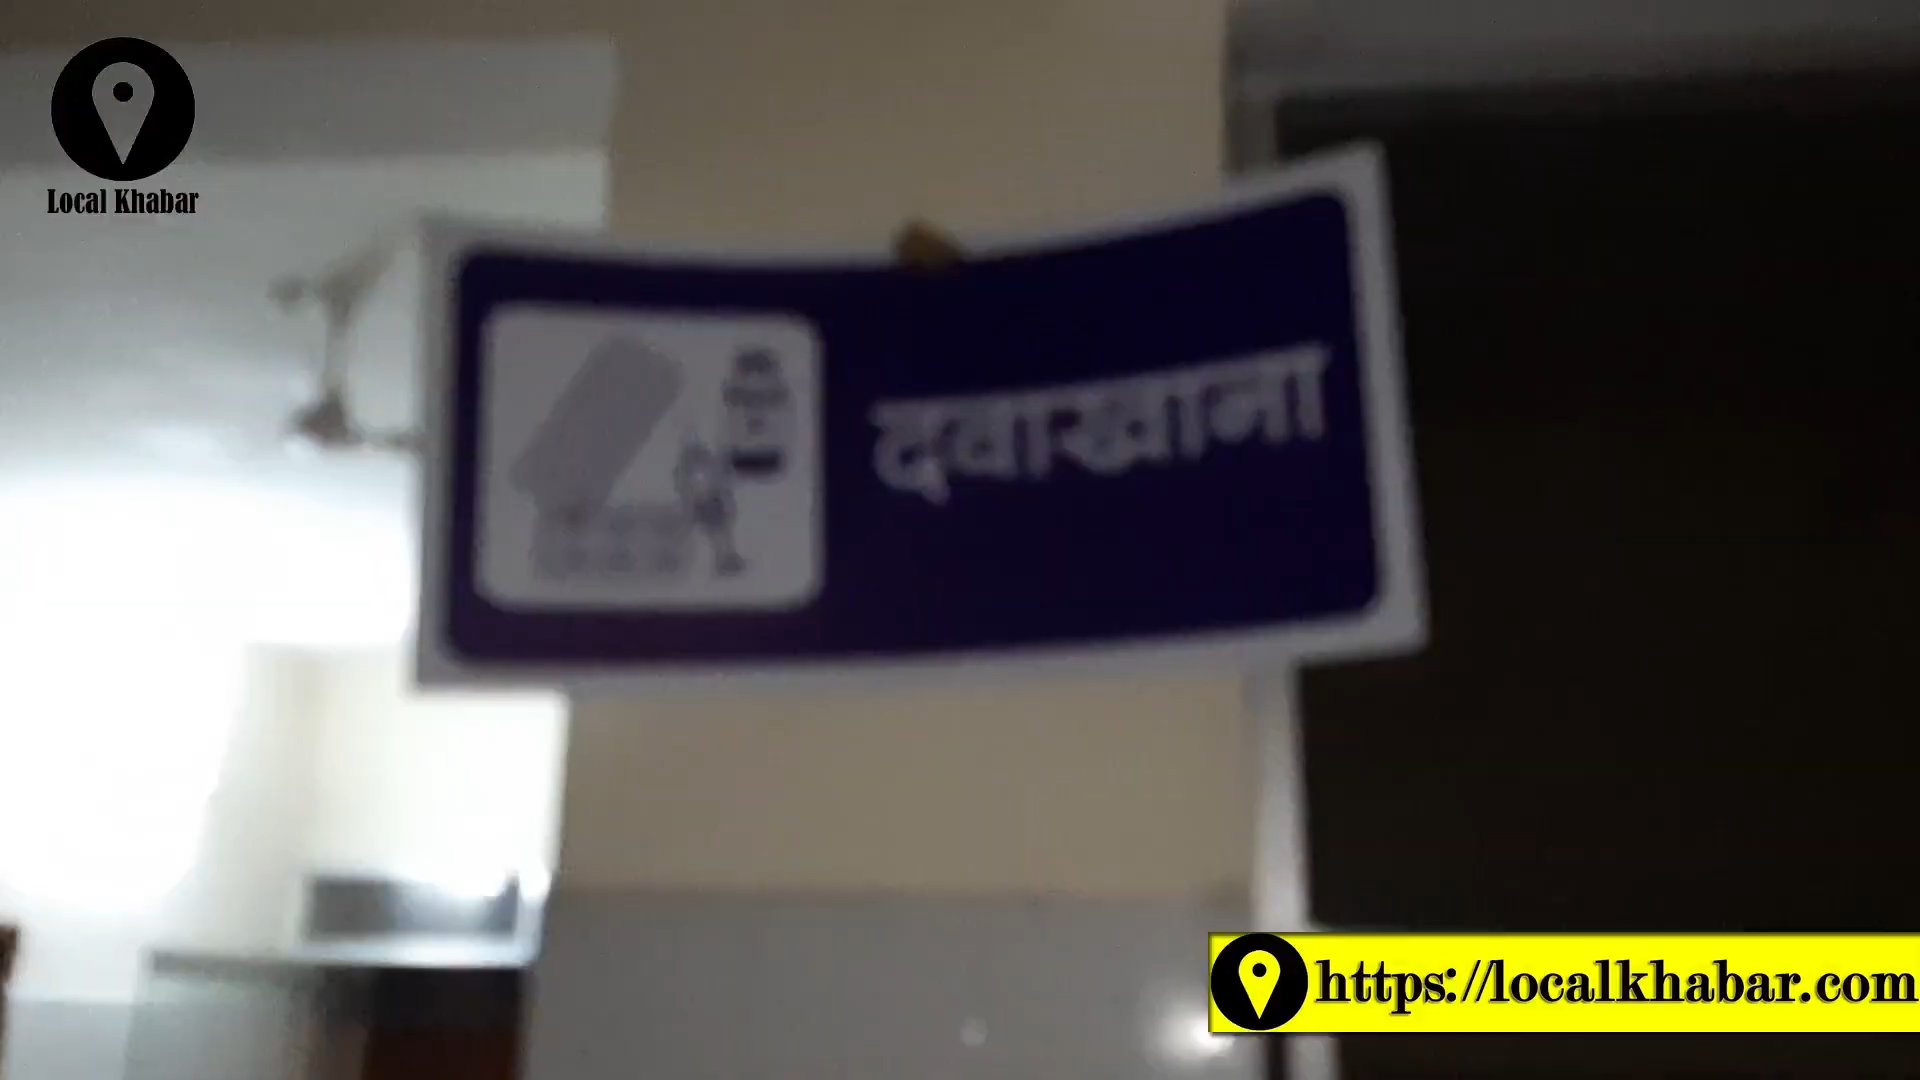 Local Khabar
दवाखाना
https://localkhabar.com